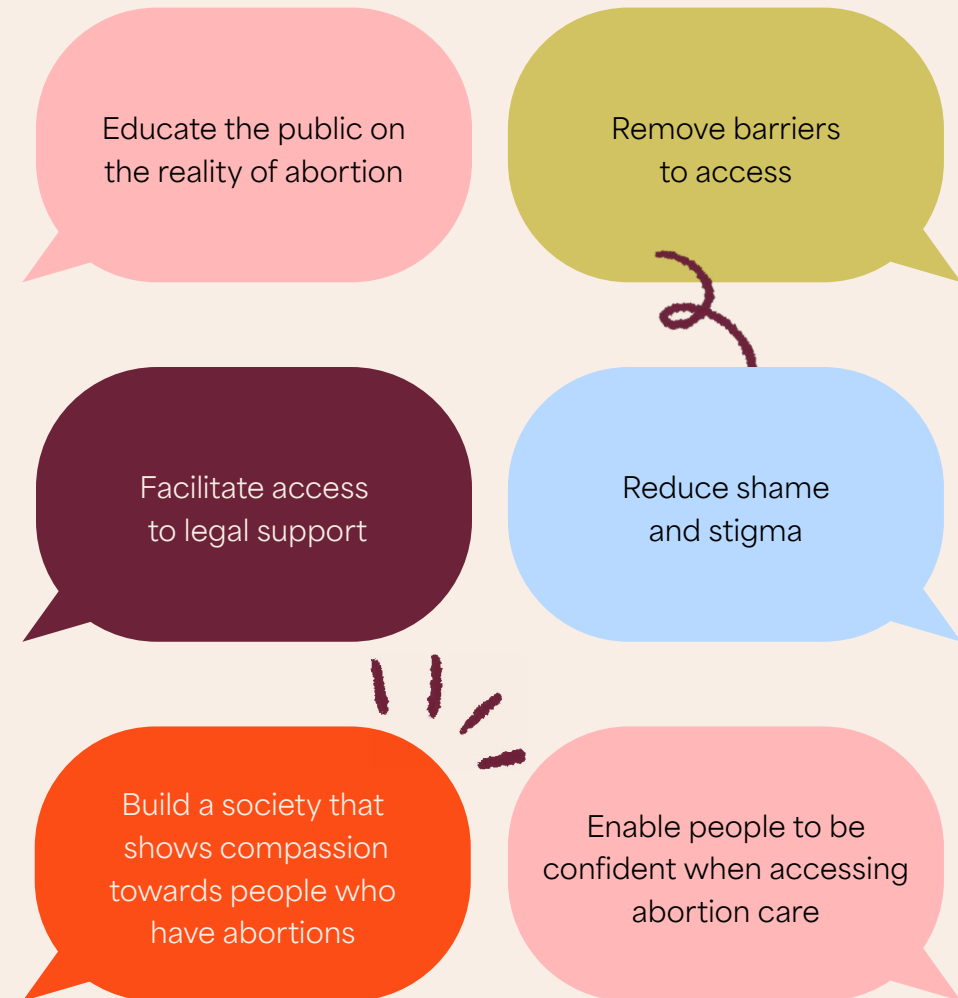 Educate the public on
the reality of abortion
Remove barriers
to access
Facilitate access
to legal support
Reduce shame
and stigma
Build a society that
shows compassion
towards people who
have abortions
Enable people to be
confident when accessing
abortion care